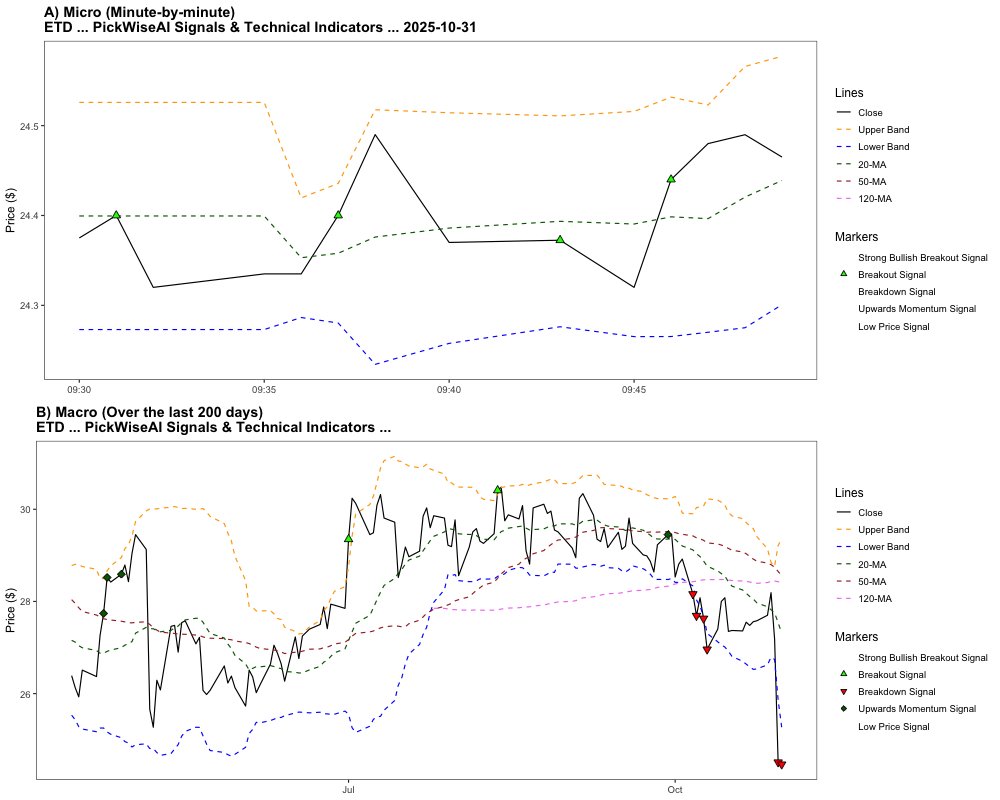 A) Micro (Minute-by-minute)
ETD ... PickWiseAI Signals & Technical Indicators ... 2025-10-31
Price ($)
24.5
24.4
24.3
09:30
09:35
09:40
09:45
Lines
Close
Upper Band
Lower Band
20-MA
50-MA
120-MA
Markers
Strong Bullish Breakout Signal
Breakout Signal
Breakdown Signal
Upwards Momentum Signal
Low Price Signal
B) Macro (Over the last 200 days)
ETD ... PickWiseAI Signals & Technical Indicators ...
Price ($)
30
28
26
Jul
Oct
Lines
Close
Upper Band
Lower Band
20-MA
50-MA
120-MA
Markers
Strong Bullish Breakout Signal
Breakout Signal
Breakdown Signal
Upwards Momentum Signal
Low Price Signal